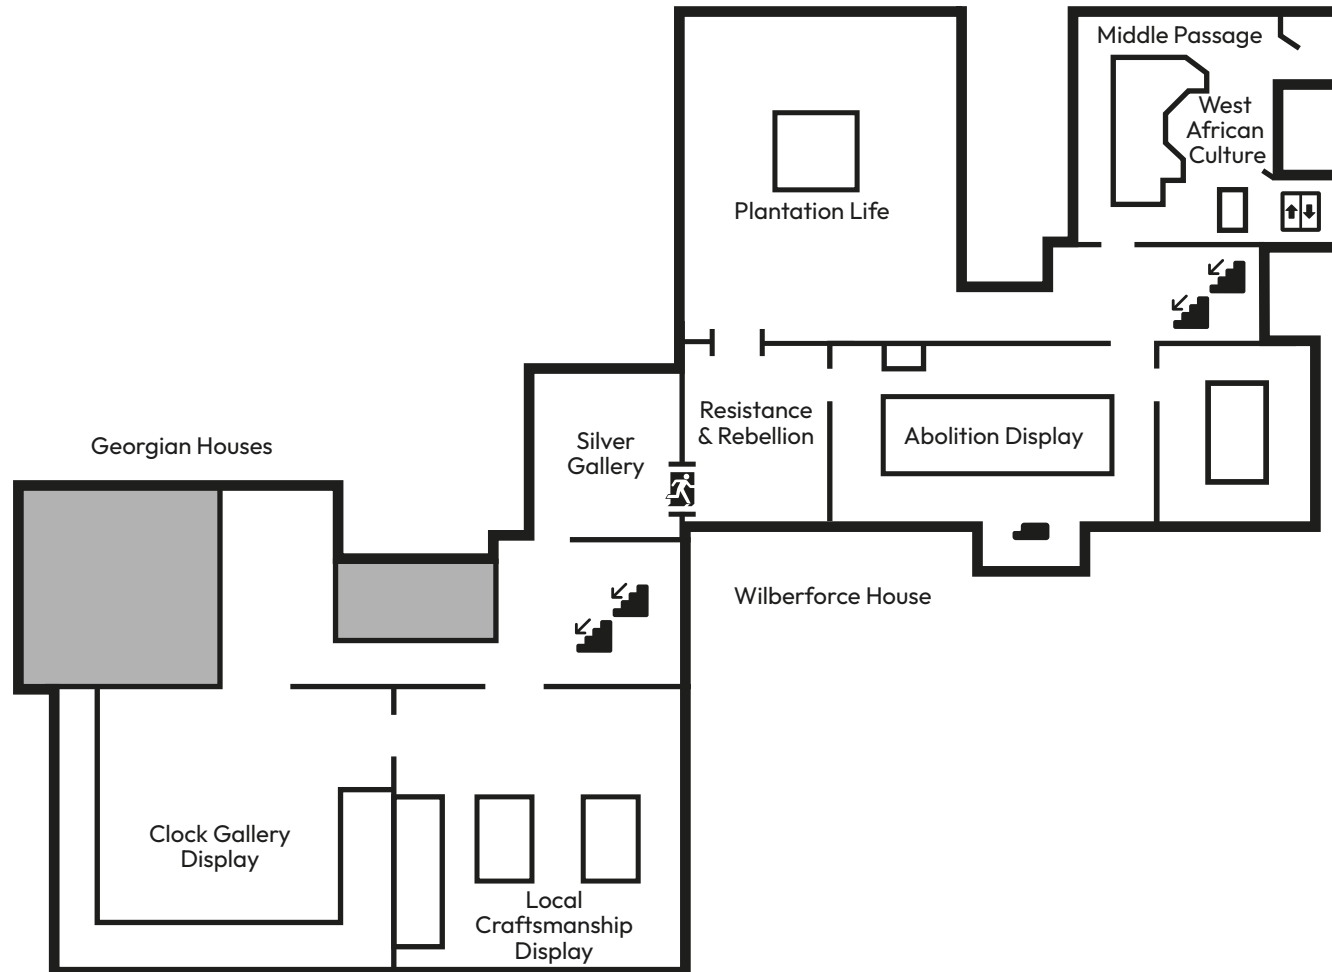 Middle Passage
West
African
Culture
Plantation Life
Resistance
& Rebellion
Abolition Display
Silver
Gallery
Georgian Houses
Wilberforce House
Clock Gallery
Display
Local
Craftsmanship
Display